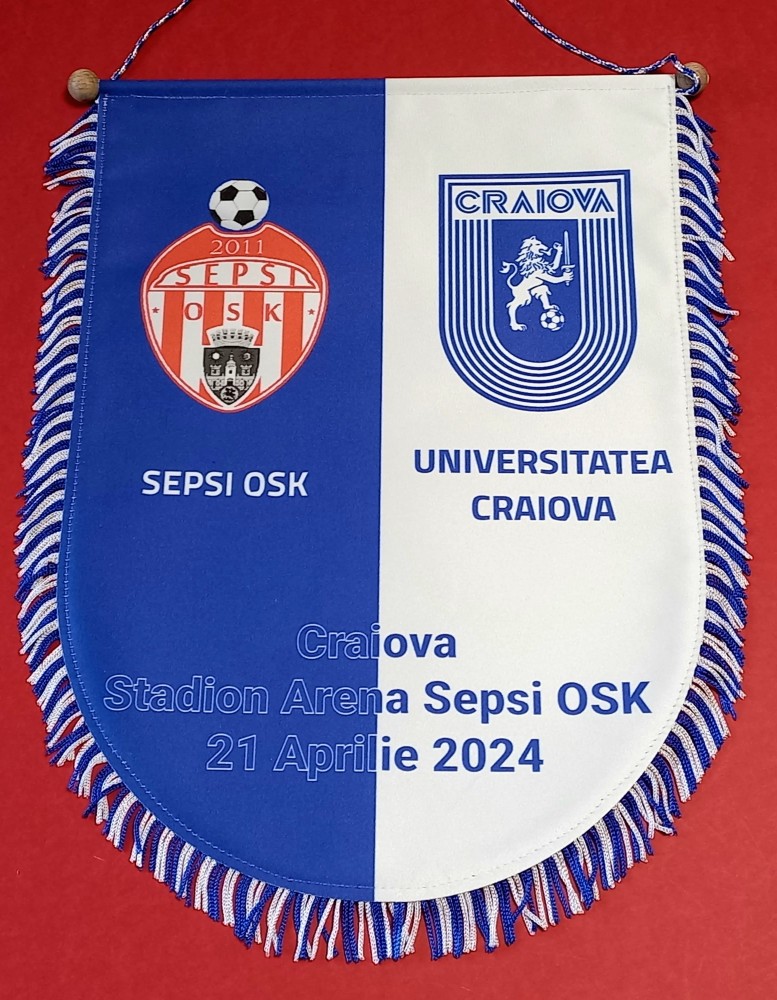 2011
SEPSI
OSK
SEPSI OSK
CRAIOVA
UNIVERSITATEA
CRAIOVA
Craiova
Stadion Arena Sepsi OSK
21 Aprilie 2024